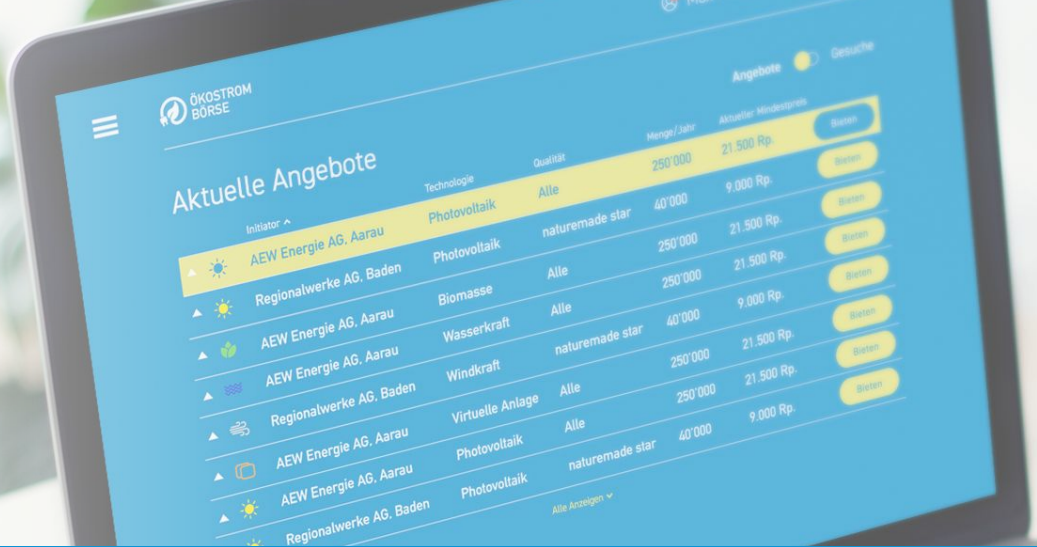 ÖKOSTROM
BÖRSE
Angebote Gesuche
Aktuelle Angebote
Initiator Technologie Qualität Menge/Jahr Aktueller Mindestpreis
AEW Energie AG, Aarau Photovoltaik Alle 250'000 21.500 Rp. Bieten
Regionalwerke AG, Baden Photovoltaik naturemade star 40'000 9.000 Rp. Bieten
AEW Energie AG, Aarau Biomasse Alle 250'000 21.500 Rp. Bieten
AEW Energie AG, Aarau Wasserkraft Alle 250'000 21.500 Rp. Bieten
Regionalwerke AG, Baden Windkraft naturemade star 40'000 9.000 Rp. Bieten
AEW Energie AG, Aarau Virtuelle Anlage Alle 250'000 21.500 Rp. Bieten
AEW Energie AG, Aarau Photovoltaik Alle 250'000 21.500 Rp. Bieten
Regionalwerke AG, Baden Photovoltaik naturemade star 40'000 9.000 Rp.
Alle Anzeigen